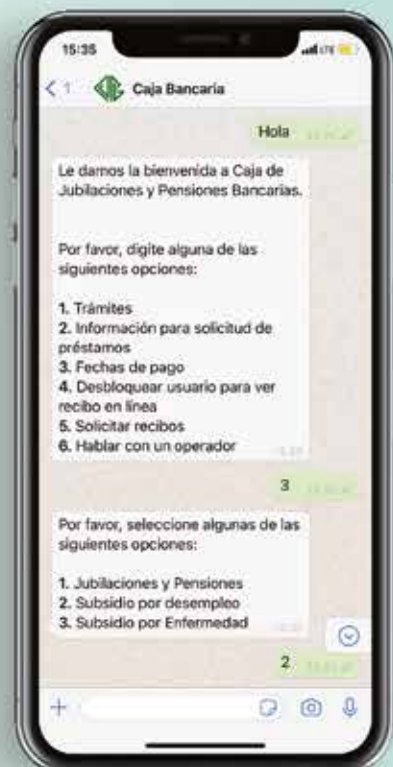 15:35
LTE
1 Caja Bancaria
Hola
Le damos la bienvenida a Caja de
Jubilaciones y Pensiones Bancarias.
Por favor, digite alguna de las
siguientes opciones:
1. Trámites
2. Información para solicitud de
préstamos
3. Fechas de pago
4. Desbloquear usuario para ver
recibo en línea
5. Solicitar recibos
6. Hablar con un operador
3
Por favor, seleccione algunas de las
siguientes opciones:
1. Jubilaciones y Pensiones
2. Subsidio por desempleo
3. Subsidio por Enfermedad
2